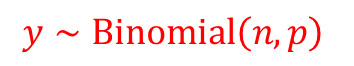 y ~ Binomial(n, p)